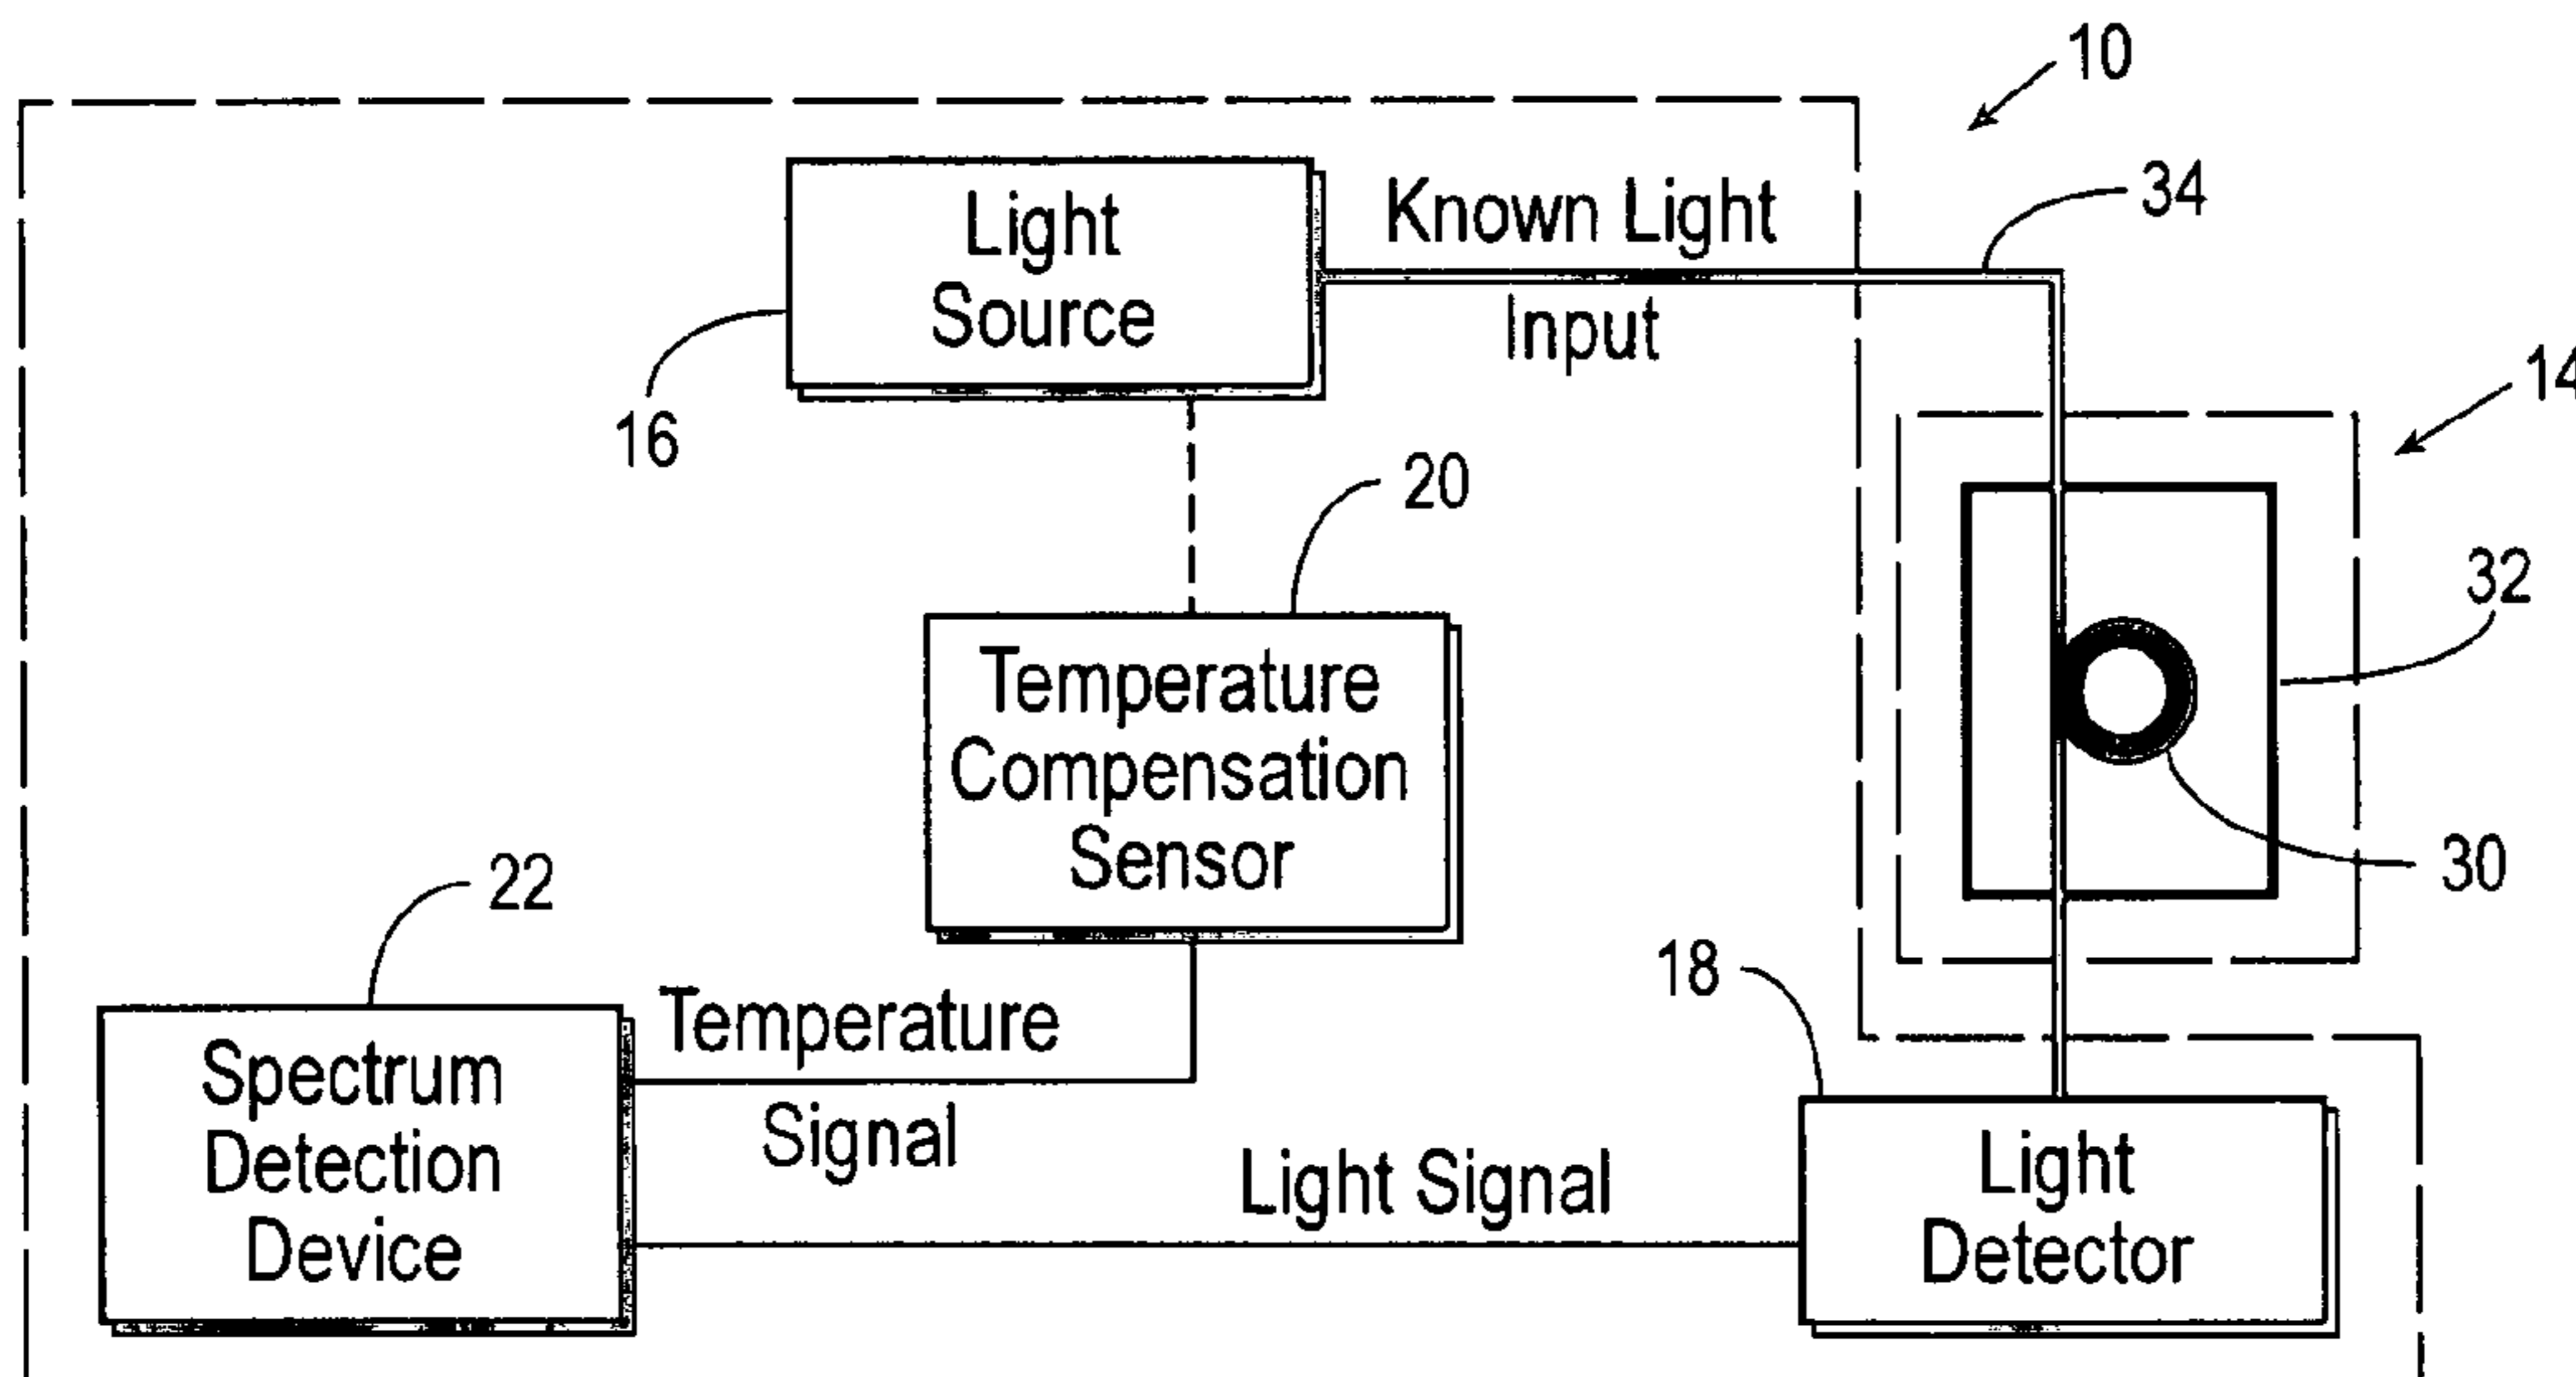 10
34
Known Light
Input
Light
Source
16
14
20
32
Temperature
Compensation
Sensor
30
22
18
Temperature
Signal
Spectrum
Detection
Device
Light Signal
Light
Detector